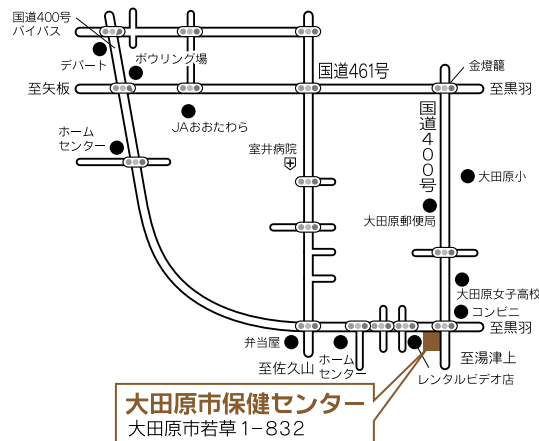 国道400号
バイパス
デパート
ボウリング場
国道461号
金燈籠
至矢板
至黒羽
JAおおたわら
国道400号
ホーム
センター
室井病院
大田原小
大田原郵便局
大田原女子高校
コンビニ
至黒羽
弁当屋
至佐久山
ホーム
センター
レンタルビデオ店
至湯津上
大田原市保健センター
大田原市若草1-832